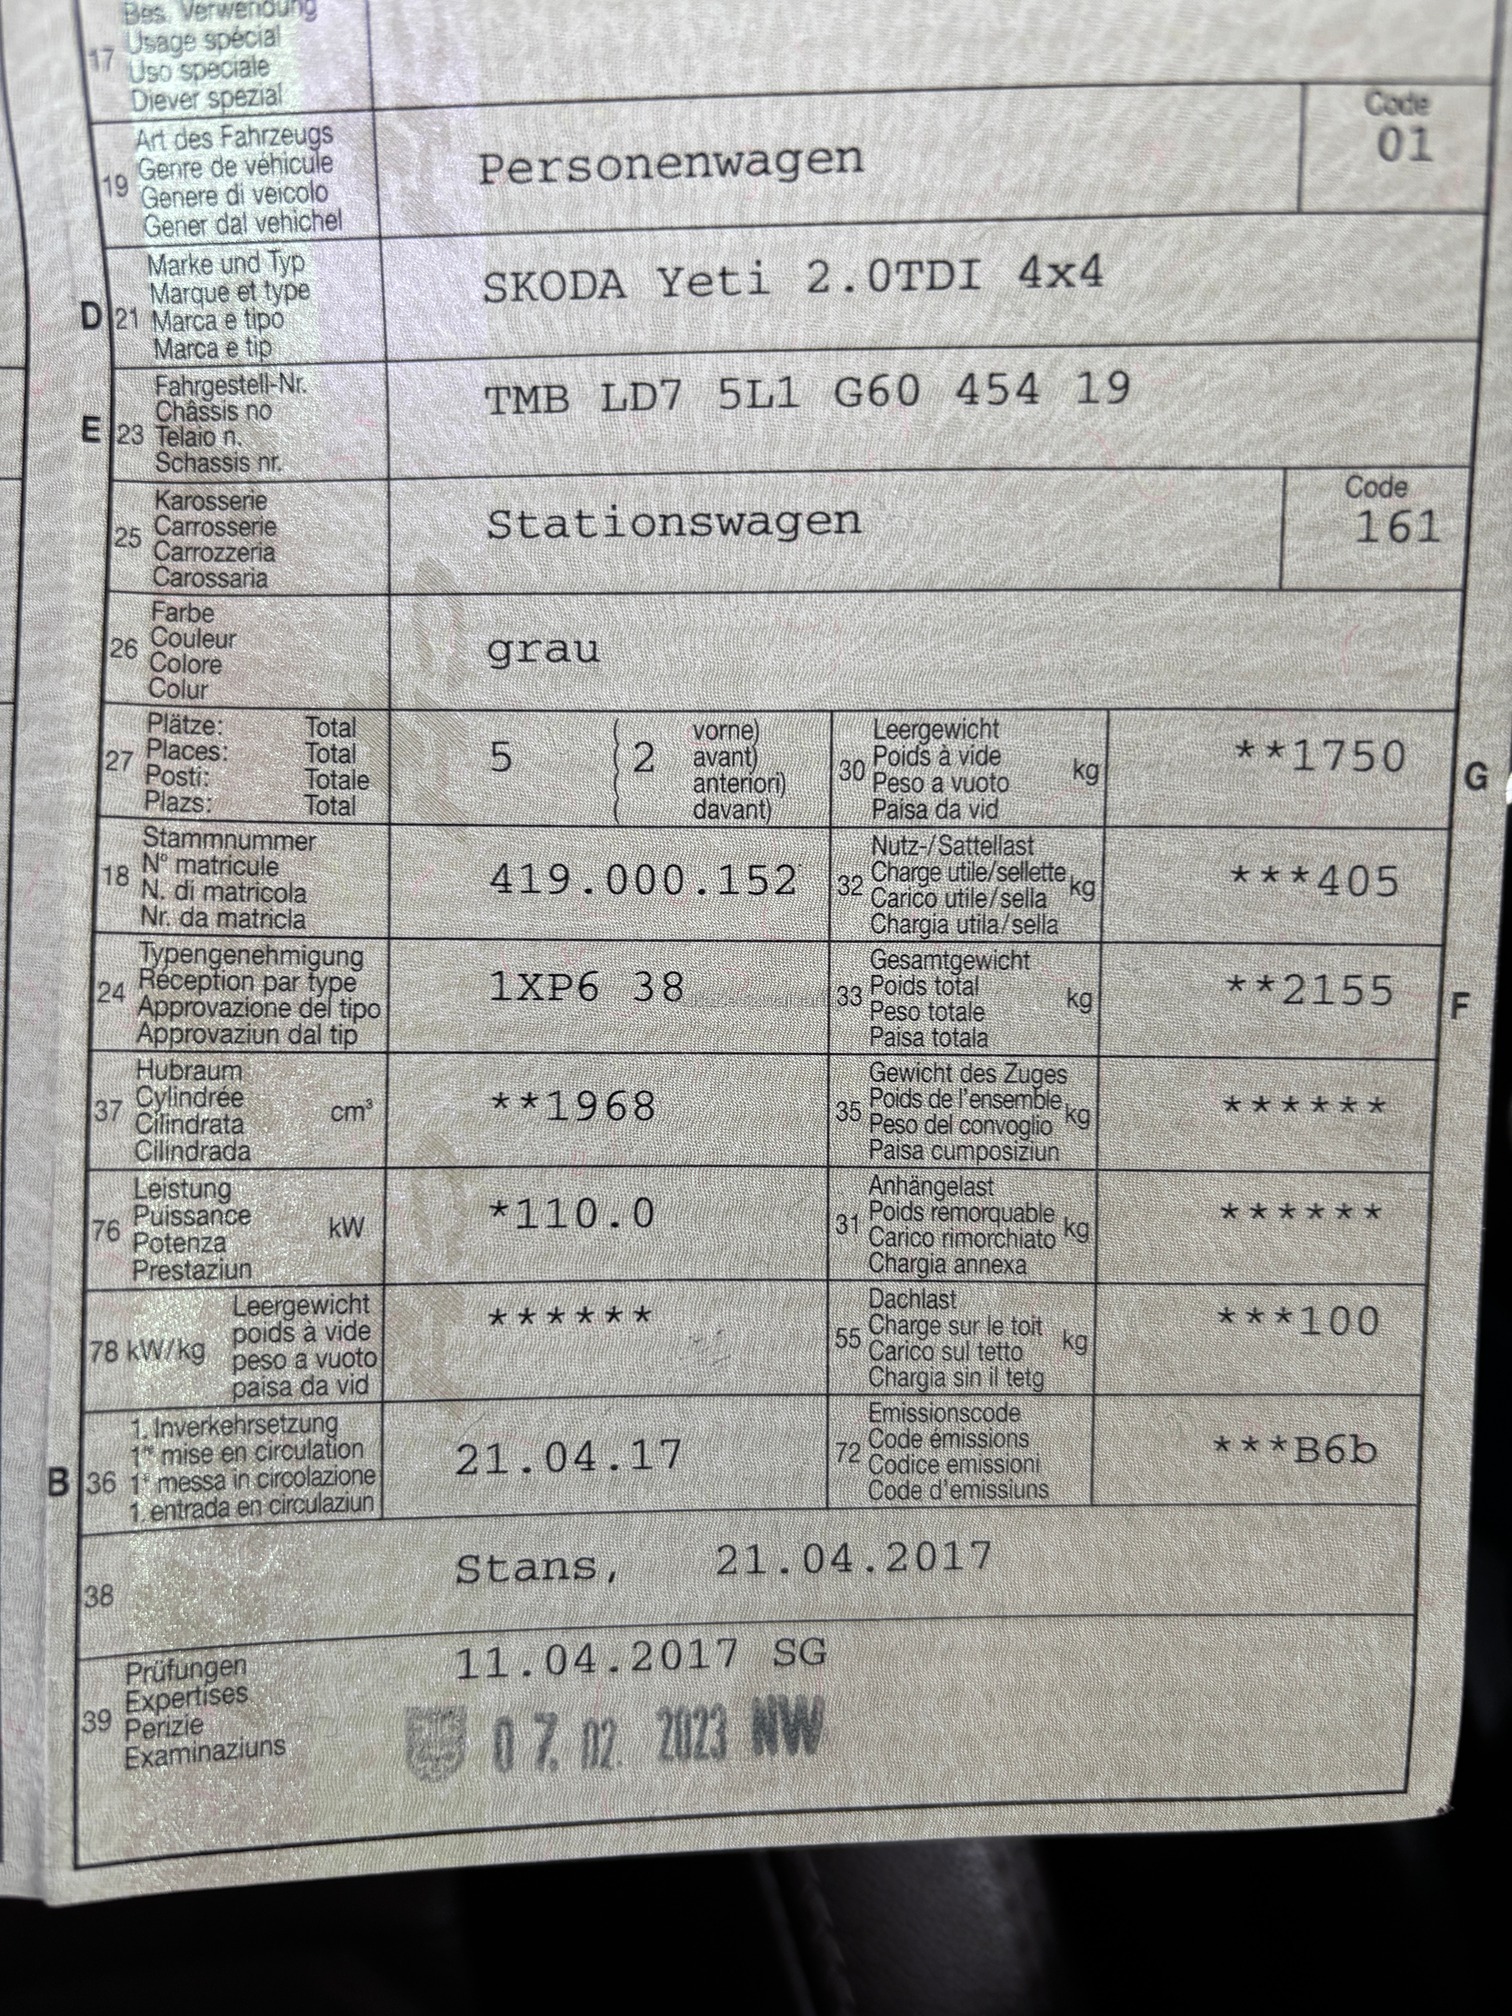 Bes. Verwendung
17 Usage spécial
Uso speciale
Diever spezial
Art des Fahrzeugs
19 Genre de véhicule
Genere di veicolo
Gener dal vehichel
Personenwagen
Code
01
Marke und Typ
D 21 Marque et type
Marca e tipo
Marca e tip
SKODA Yeti 2.0TDI 4x4
Fahrgestell-Nr.
Châssis no
E 23 Telaio n.
Schassis nr.
TMB LD7 5L1 G60 454 19
Karosserie
25 Carrosserie
Carrozzeria
Carossaria
Stationswagen
Code
161
Farbe
26 Couleur
Colore
Colur
grau
Plätze: Total
27 Places: Total
Posti: Totale
Plazs: Total
5 ( 2 vorne)
avant)
anteriori)
( davant)
Leergewicht
30 Poids à vide kg
Peso a vuoto
Paisa da vid
**1750
G
Stammnummer
18 N° matricule
N. di matricola
Nr. da matricla
419.000.152
Nutz-/Sattellast
32 Charge utile/sellette kg
Carico utile/sella
Chargia utila/sella
***405
Typengenehmigung
24 Réception par type
Approvazione del tipo
Approvaziun dal tip
1XP6 38
Gesamtgewicht
33 Poids total kg
Peso totale
Paisa totala
**2155
F
Hubraum
37 Cylindrée cm³
Cilindrata
Cilindrada
**1968
Gewicht des Zuges
35 Poids de l'ensemble kg
Peso del convoglio
Paisa cumposiziun
******
Leistung
76 Puissance kW
Potenza
Prestaziun
*110.0
Anhängelast
31 Poids remorquable kg
Carico rimorchiato
Chargia annexa
******
Leergewicht
78 kW/kg poids à vide
peso a vuoto
paisa da vid
******
Dachlast
55 Charge sur le toit kg
Carico sul tetto
Chargia sin il tetg
***100
1. Inverkehrsetzung
B 36 1re mise en circulation
1a messa in circolazione
1. entrada en circulaziun
21.04.17
Emissionscode
72 Code émissions
Codice emissioni
Code d'emissiuns
***B6b
38 Stans, 21.04.2017
Prüfungen
39 Expertises
Perizie
Examinaziuns
11.04.2017 SG
07. 02. 2023 NW